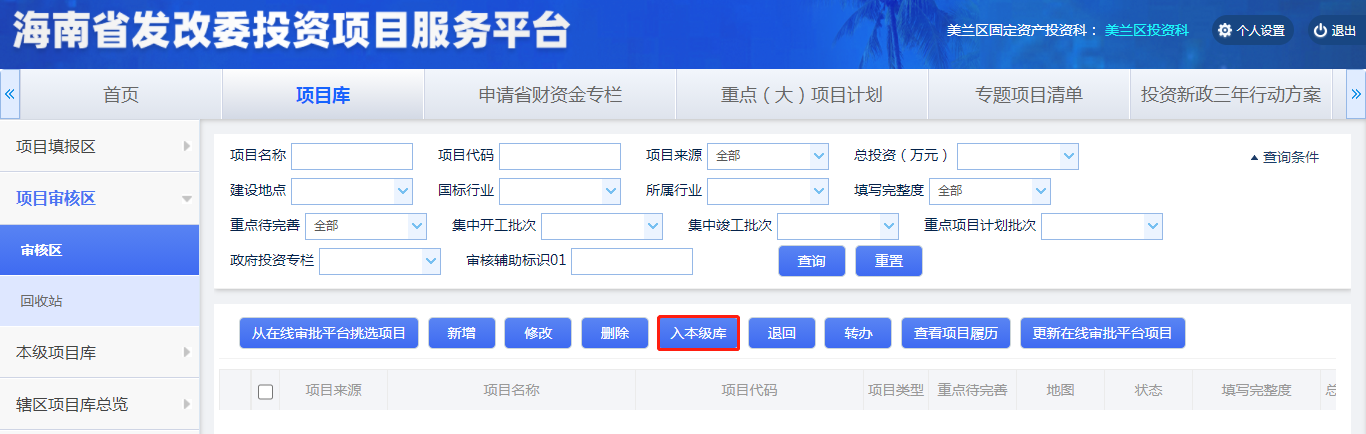 海南省发改委投资项目服务平台
美兰区固定资产投资科： 美兰区投资科 个人设置 退出
« 首页 项目库 申请省财资金专栏 重点（大）项目计划 专题项目清单 投资新政三年行动方案 »
项目填报区
项目审核区
审核区
回收站
本级项目库
辖区项目库总览
项目名称 项目代码 项目来源 全部 总投资（万元） 查询条件
建设地点 国标行业 所属行业 填写完整度 全部
重点待完善 全部 集中开工批次 集中竣工批次 重点项目计划批次
政府投资专栏 审核辅助标识01 查询 重置
从在线审批平台挑选项目 新增 修改 删除 入本级库 退回 转办 查看项目履历 更新在线审批平台项目
项目来源 项目名称 项目代码 项目类型 重点待完善 地图 状态 填写完整度